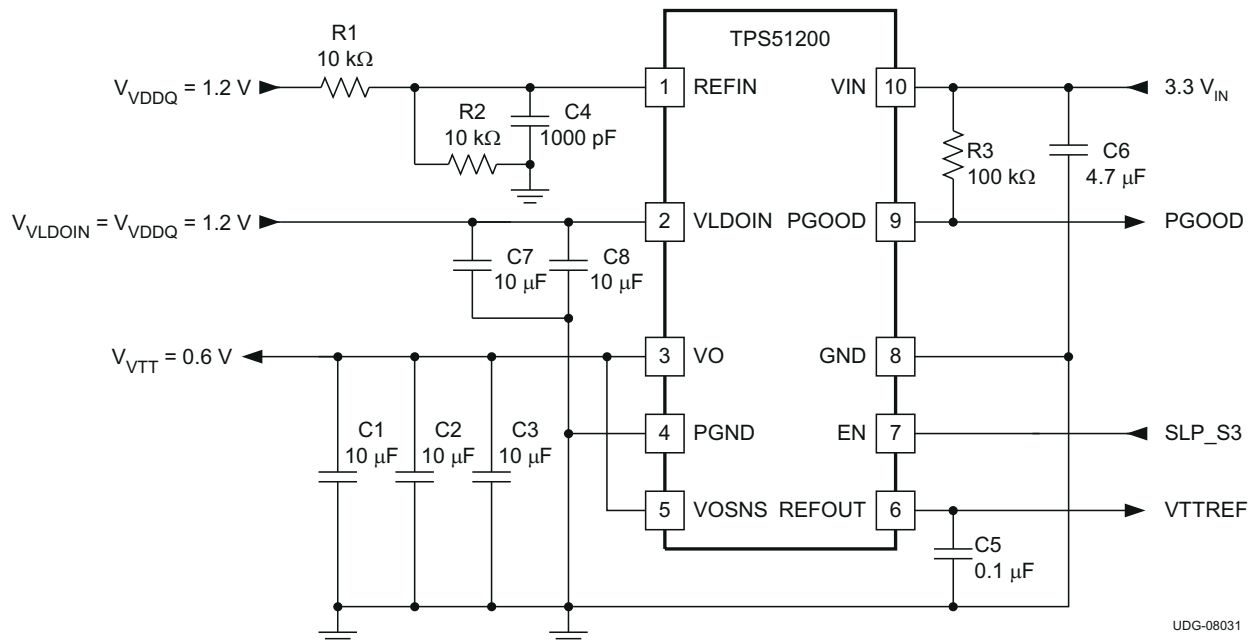 TPS51200
R1
10 kΩ
V_VDDQ = 1.2 V
1
REFIN
VIN
10
3.3 V_IN
R2
10 kΩ
C4
1000 pF
R3
100 kΩ
C6
4.7 μF
V_VLDOIN = V_VDDQ = 1.2 V
2
VLDOIN
PGOOD
9
PGOOD
C7
10 μF
C8
10 μF
V_VTT = 0.6 V
3
VO
GND
8
C1
10 μF
C2
10 μF
C3
10 μF
4
PGND
EN
7
SLP_S3
5
VOSNS
REFOUT
6
VTTREF
C5
0.1 μF
UDG-08031